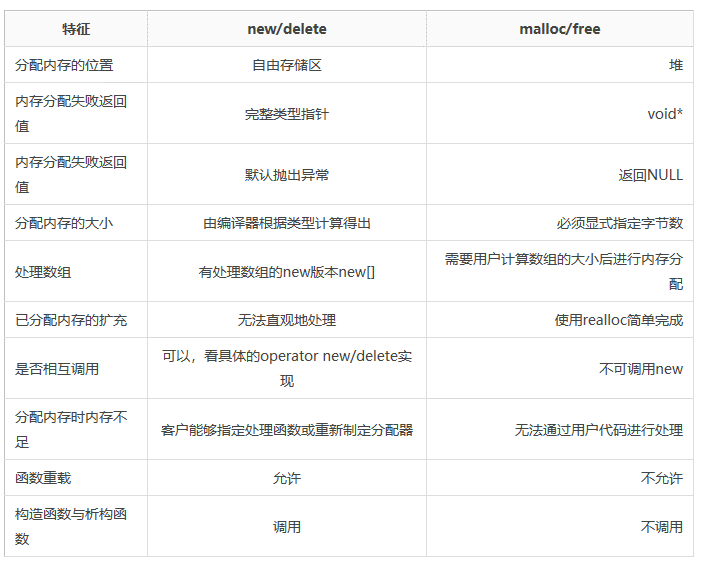 特征 new/delete malloc/free
分配内存的位置 自由存储区 堆
内存分配失败返回
值 完整类型指针 void*
内存分配失败返回
值 默认抛出异常 返回NULL
分配内存的大小 由编译器根据类型计算得出 必须显式指定字节数
处理数组 有处理数组的new版本new[] 需要用户计算数组的大小后进行内存分
配
已分配内存的扩充 无法直观地处理 使用realloc简单完成
是否相互调用 可以，看具体的operator new/delete实
现 不可调用new
分配内存时内存不
足 客户能够指定处理函数或重新制定分配器 无法通过用户代码进行处理
函数重载 允许 不允许
构造函数与析构函
数 调用 不调用